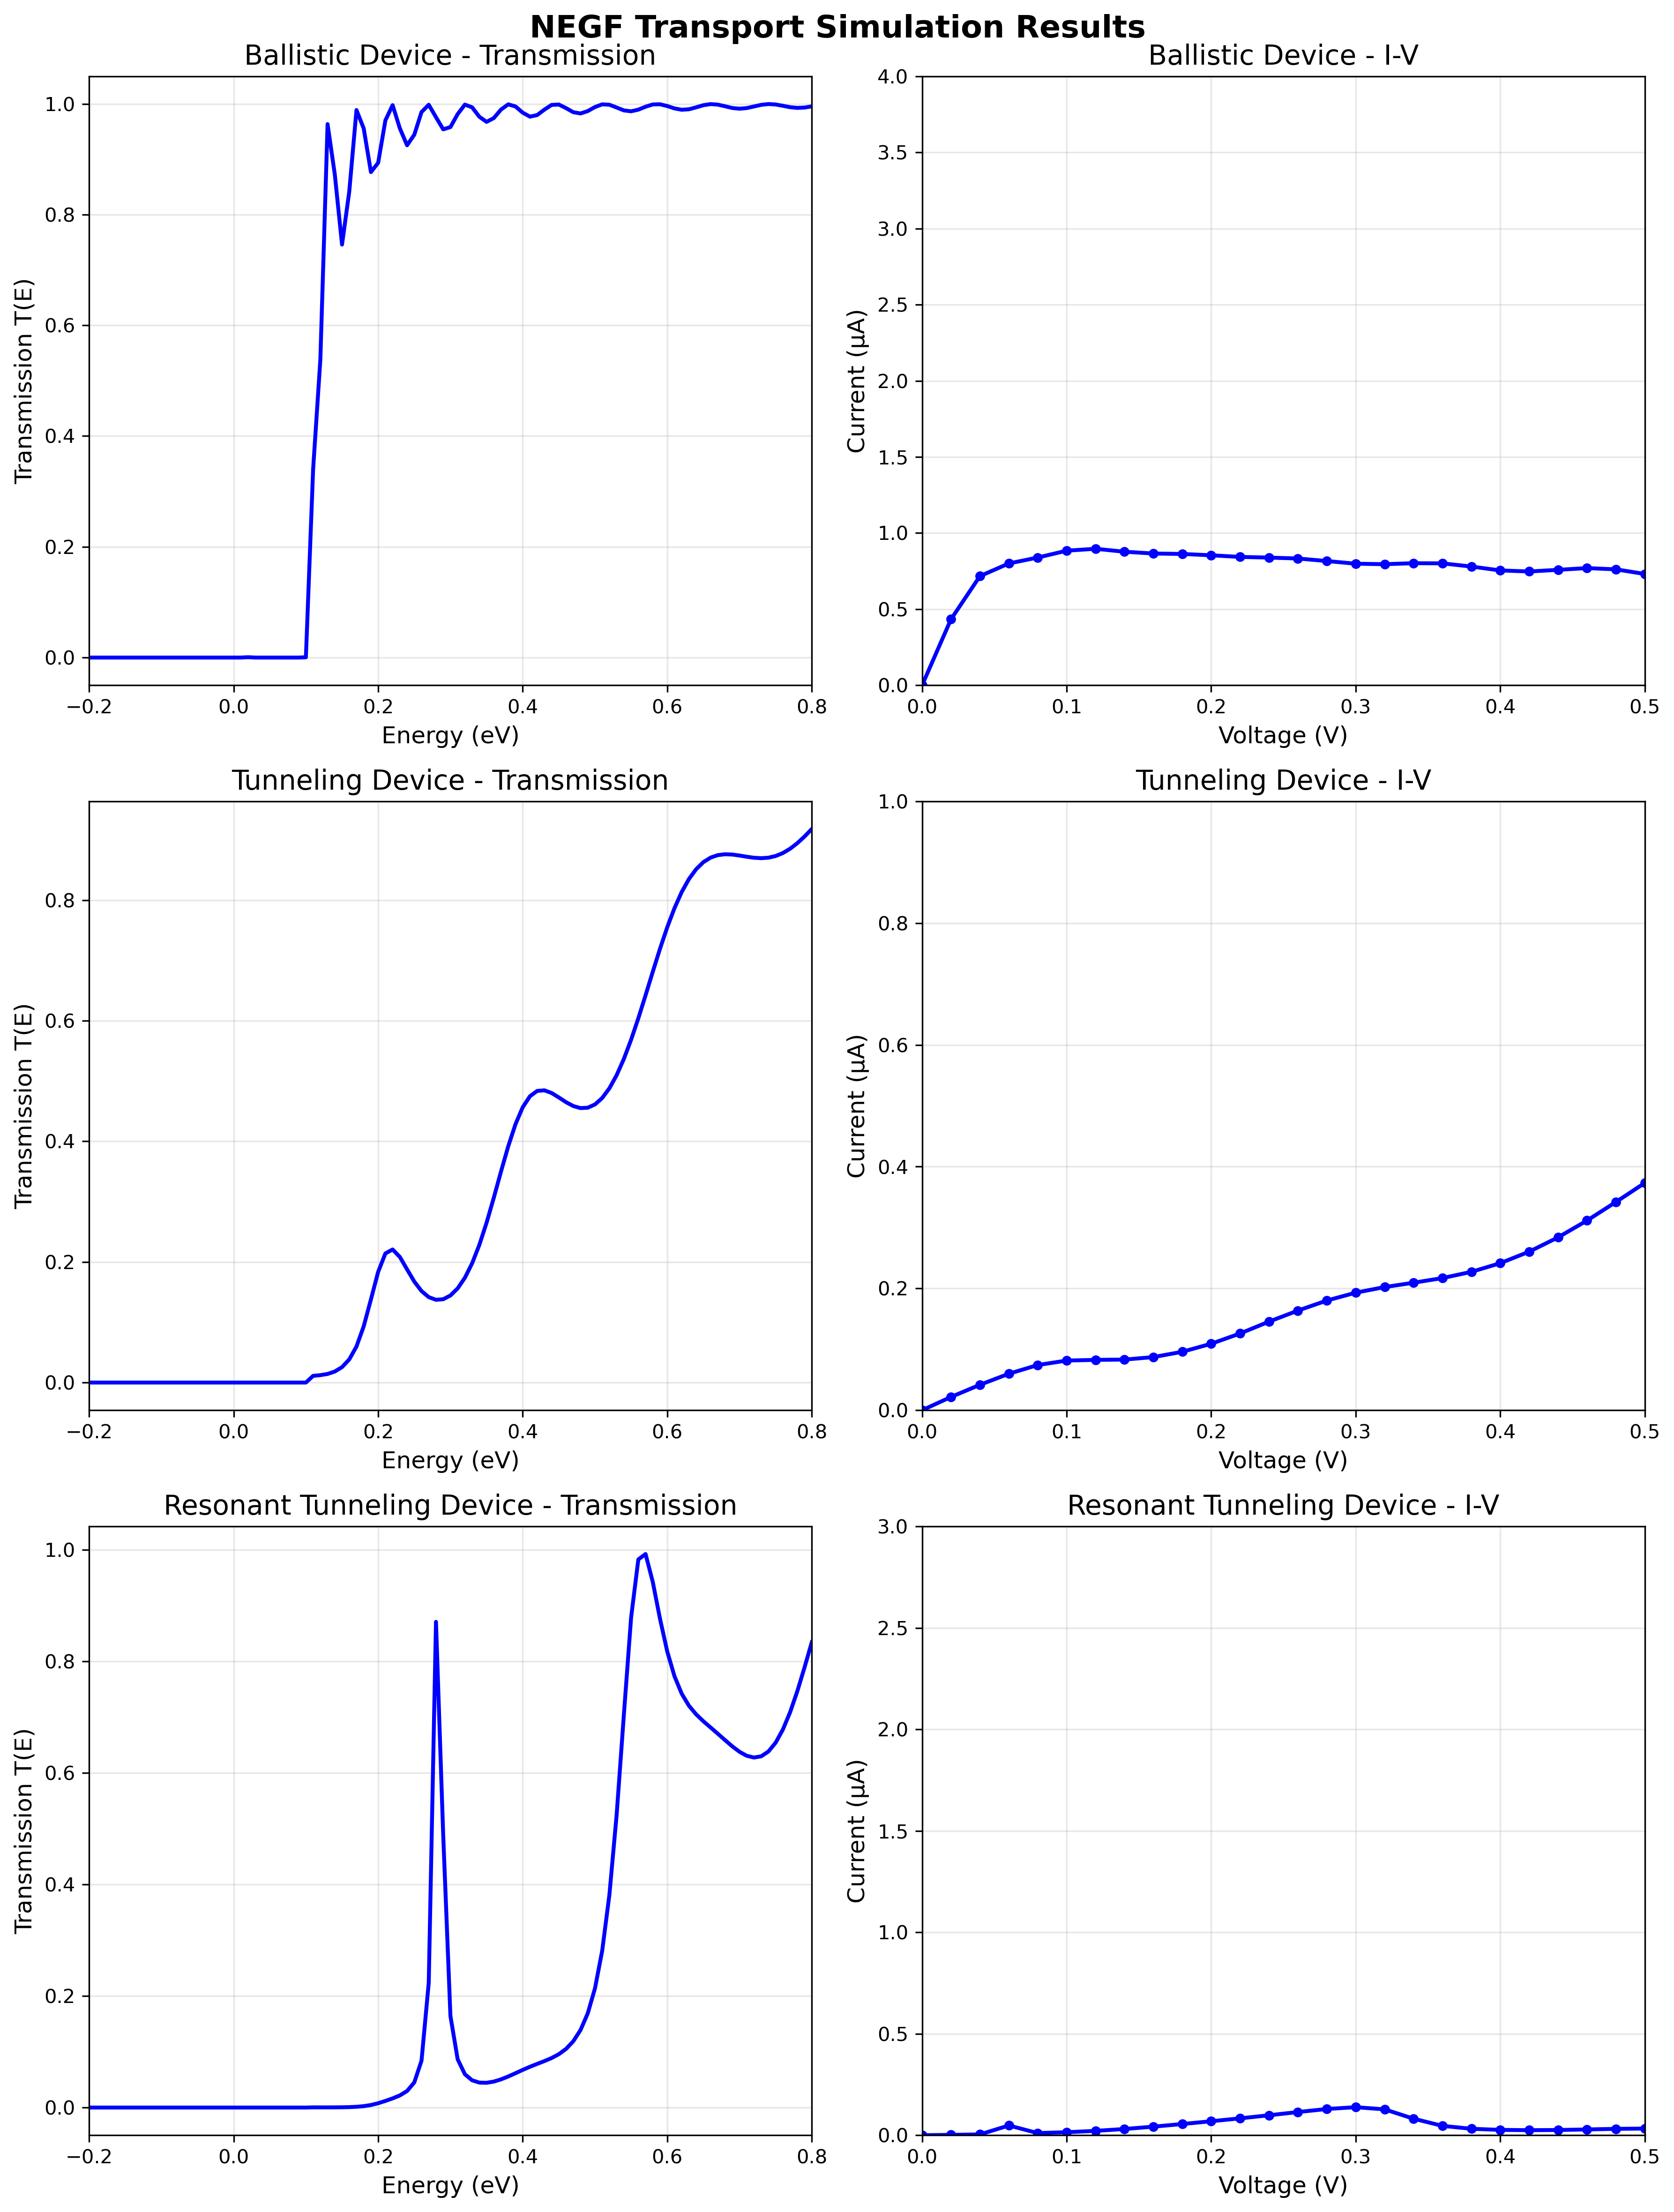 NEGF Transport Simulation Results
Ballistic Device - Transmission
Transmission T(E)
1.0
0.8
0.6
0.4
0.2
0.0
−0.2 0.0 0.2 0.4 0.6 0.8
Energy (eV)
Ballistic Device - I-V
Current (μA)
4.0
3.5
3.0
2.5
2.0
1.5
1.0
0.5
0.0
0.0 0.1 0.2 0.3 0.4 0.5
Voltage (V)
Tunneling Device - Transmission
Transmission T(E)
0.8
0.6
0.4
0.2
0.0
−0.2 0.0 0.2 0.4 0.6 0.8
Energy (eV)
Tunneling Device - I-V
Current (μA)
1.0
0.8
0.6
0.4
0.2
0.0
0.0 0.1 0.2 0.3 0.4 0.5
Voltage (V)
Resonant Tunneling Device - Transmission
Transmission T(E)
1.0
0.8
0.6
0.4
0.2
0.0
−0.2 0.0 0.2 0.4 0.6 0.8
Energy (eV)
Resonant Tunneling Device - I-V
Current (μA)
3.0
2.5
2.0
1.5
1.0
0.5
0.0
0.0 0.1 0.2 0.3 0.4 0.5
Voltage (V)